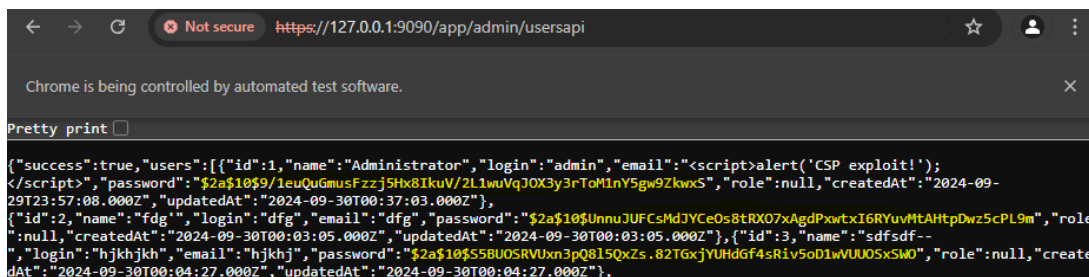 Not secure https://127.0.0.1:9090/app/admin/usersapi
Chrome is being controlled by automated test software.
Pretty print
{"success":true,"users":[{"id":1,"name":"Administrator","login":"admin","email":"<script>alert('CSP exploit!');
</script>","password":"$2a$10$9/1euQuGmusFzzj5Hx8IkuV/2L1wuVqJOX3y3rToM1nY5gw9ZkwxS","role":null,"createdAt":"2024-09-
29T23:57:08.000Z","updatedAt":"2024-09-30T00:37:03.000Z"},
{"id":2,"name":"fdg'","login":"dfg","email":"dfg","password":"$2a$10$UnnuJUFCsMdJYCeOs8tRXO7xAgdPxwtxI6RYuvMtAHtpDwz5cPL9m","role
":null,"createdAt":"2024-09-30T00:03:05.000Z","updatedAt":"2024-09-30T00:03:05.000Z"},{"id":3,"name":"sdfsdf--
","login":"hjkhjkh","email":"hjkhj","password":"$2a$10$S5BUOSRVUxn3pQ8l5QxZs.82TGxjYUHdGf4sRiv5oD1wVUUOSxSWO","role":null,"create
dAt":"2024-09-30T00:04:27.000Z","updatedAt":"2024-09-30T00:04:27.000Z"},